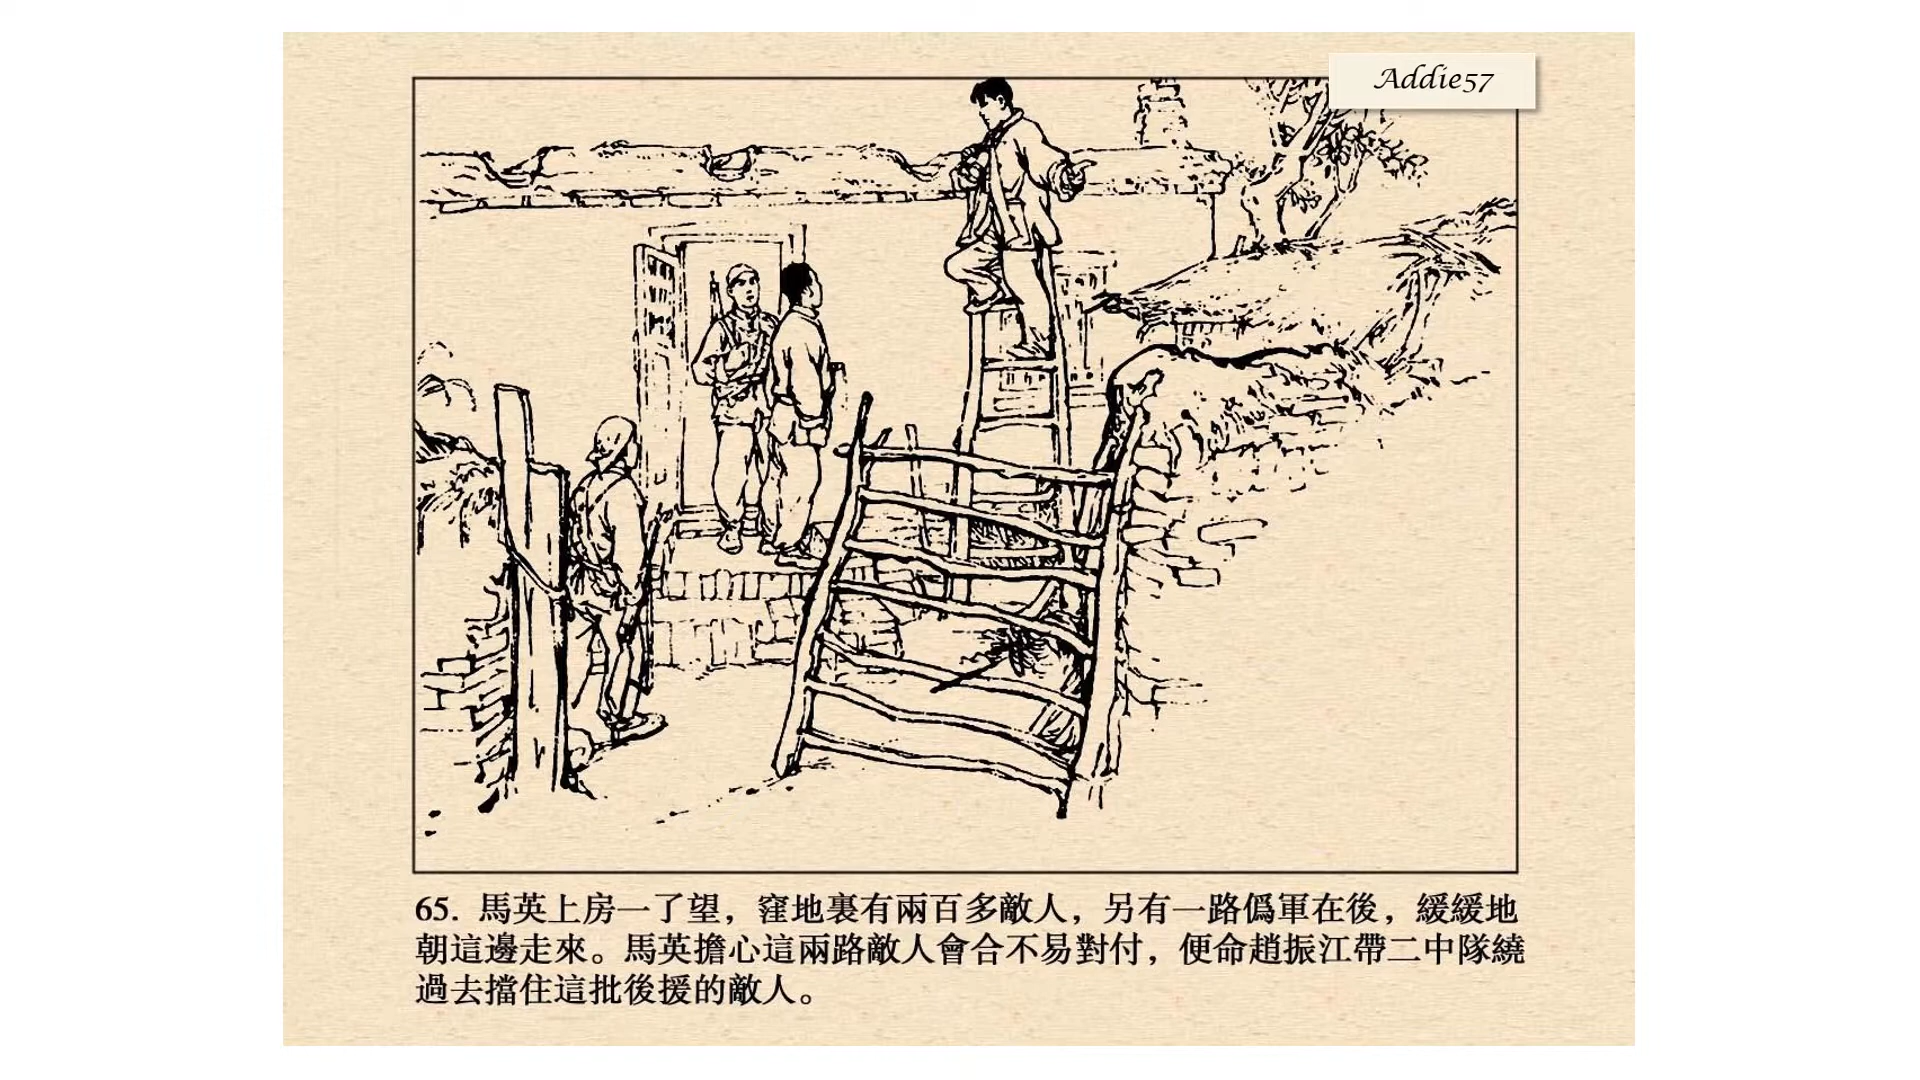 Addie57
65. 馬英上房一了望，窪地裏有兩百多敵人，另有一路僞軍在後，緩緩地
朝這邊走來。馬英擔心這兩路敵人會合不易對付，便命趙振江帶二中隊繞
過去擋住這批後援的敵人。